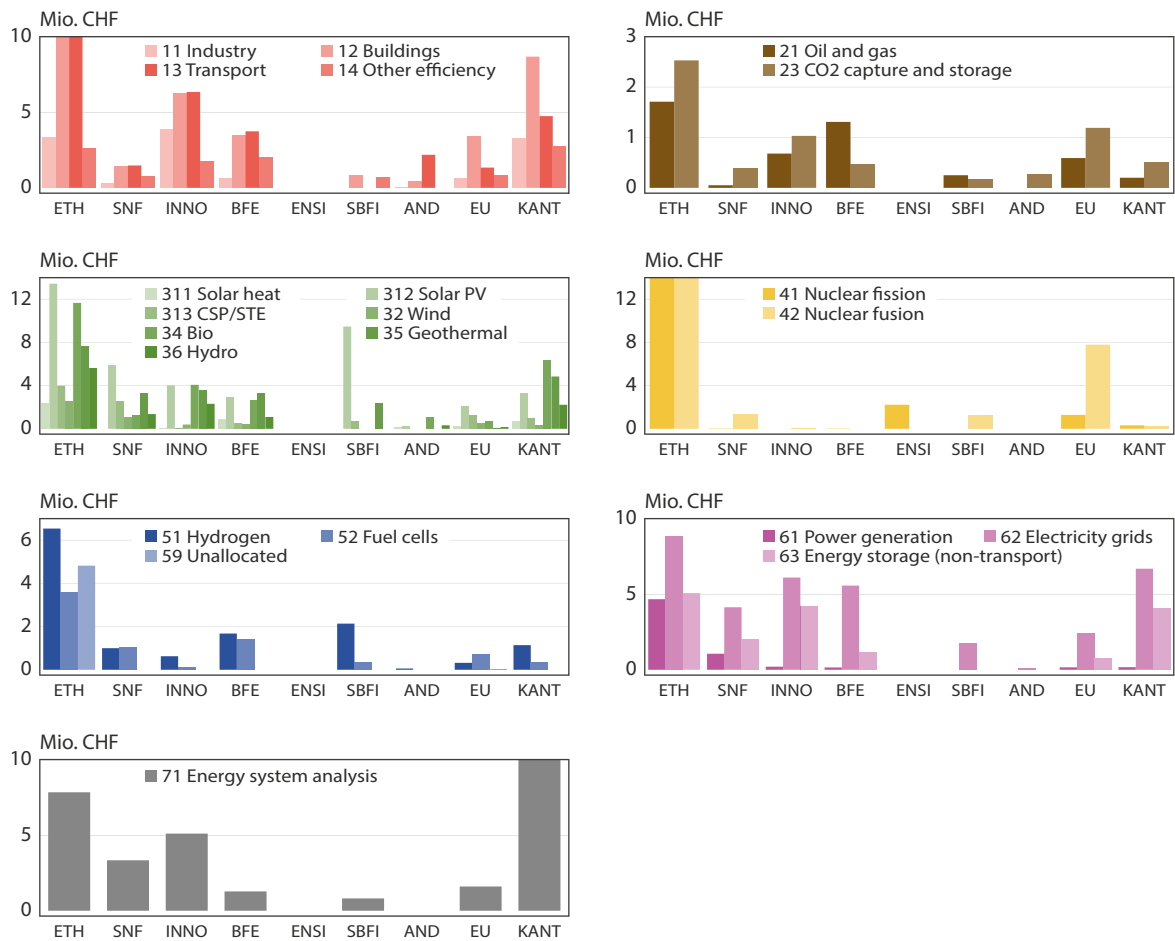 Mio. CHF
10
5
0
11 Industry
12 Buildings
13 Transport
14 Other efficiency
ETH SNF INNO BFE ENSI SBFI AND EU KANT
Mio. CHF
3
2
1
0
21 Oil and gas
23 CO2 capture and storage
ETH SNF INNO BFE ENSI SBFI AND EU KANT
Mio. CHF
12
8
4
0
311 Solar heat
312 Solar PV
313 CSP/STE
32 Wind
34 Bio
35 Geothermal
36 Hydro
ETH SNF INNO BFE ENSI SBFI AND EU KANT
Mio. CHF
12
8
4
0
41 Nuclear fission
42 Nuclear fusion
ETH SNF INNO BFE ENSI SBFI AND EU KANT
Mio. CHF
6
4
2
0
51 Hydrogen
52 Fuel cells
59 Unallocated
ETH SNF INNO BFE ENSI SBFI AND EU KANT
Mio. CHF
10
5
0
61 Power generation
62 Electricity grids
63 Energy storage (non-transport)
ETH SNF INNO BFE ENSI SBFI AND EU KANT
Mio. CHF
10
5
0
71 Energy system analysis
ETH SNF INNO BFE ENSI SBFI AND EU KANT